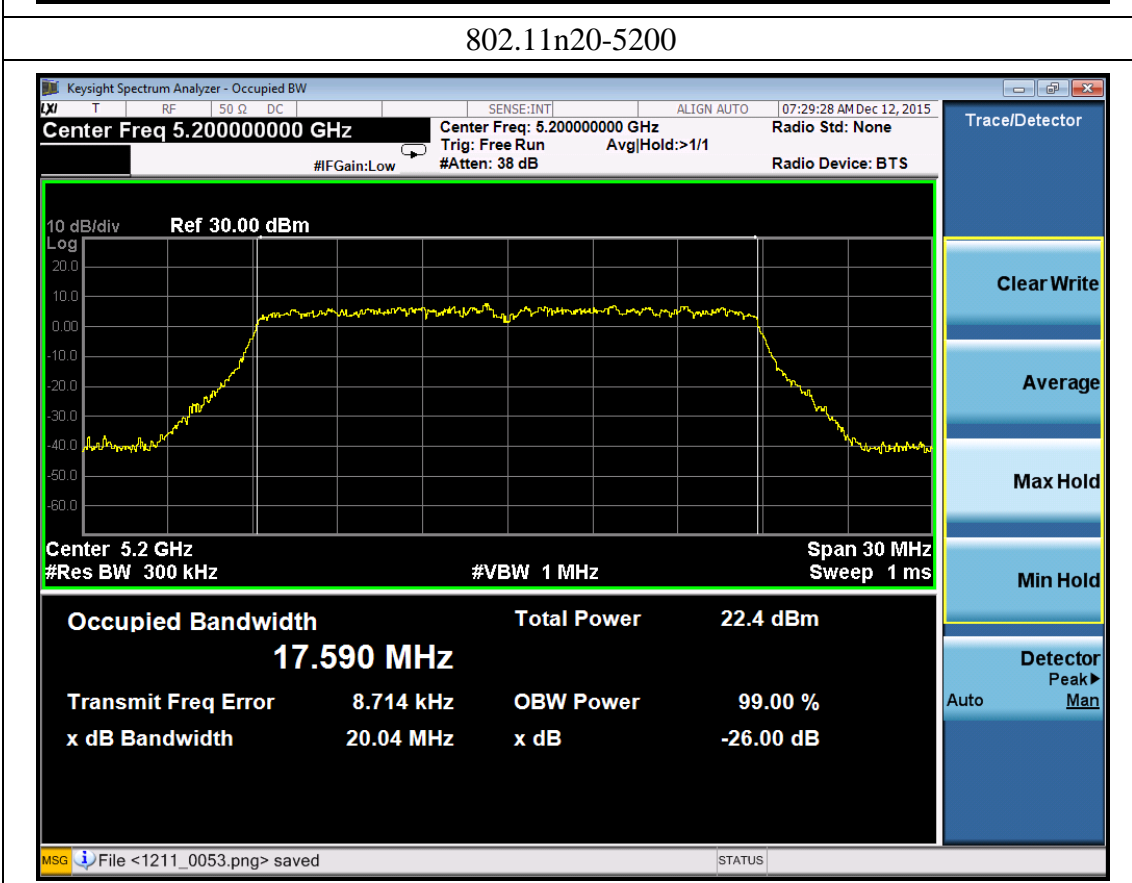 802.11n20-5200
Keysight Spectrum Analyzer - Occupied BW
LXI T RF 50 Ω DC SENSE:INT ALIGN AUTO 07:29:28 AM Dec 12, 2015
Center Freq 5.200000000 GHz
Center Freq: 5.200000000 GHz
Radio Std: None
Trig: Free Run Avg|Hold:>1/1
#IFGain:Low
#Atten: 38 dB
Radio Device: BTS
10 dB/div Ref 30.00 dBm
Log
20.0
10.0
0.00
-10.0
-20.0
-30.0
-40.0
-50.0
-60.0
Center 5.2 GHz
Span 30 MHz
#Res BW 300 kHz
#VBW 1 MHz
Sweep 1 ms
Occupied Bandwidth
Total Power 22.4 dBm
17.590 MHz
Transmit Freq Error 8.714 kHz
OBW Power 99.00 %
x dB Bandwidth 20.04 MHz
x dB -26.00 dB
Trace/Detector
Clear Write
Average
Max Hold
Min Hold
Detector
Peak▶
Auto Man
MSG File <1211_0053.png> saved
STATUS